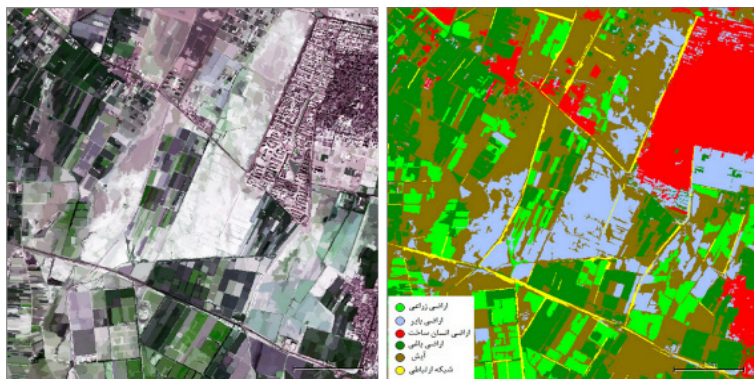 اراضی زراعی
اراضی بایر
اراضی انسان ساخت
اراضی باغی
آیش
شبکه ارتباطی